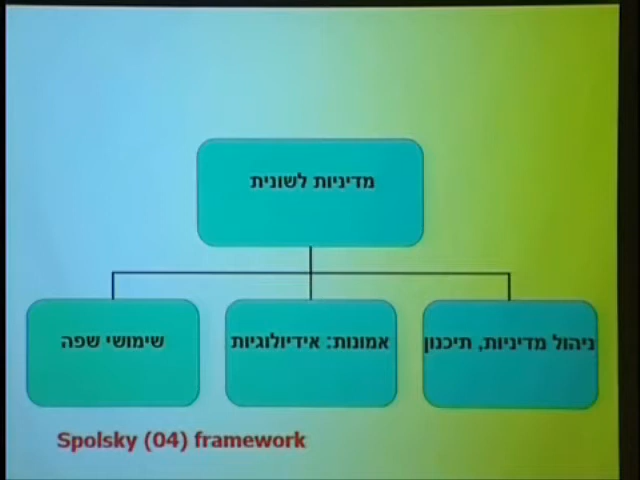 מדיניות לשונית
ניהול מדיניות, תיכנון
אמונות: אידיולוגיות
שימושי שפה
Spolsky (04) framework